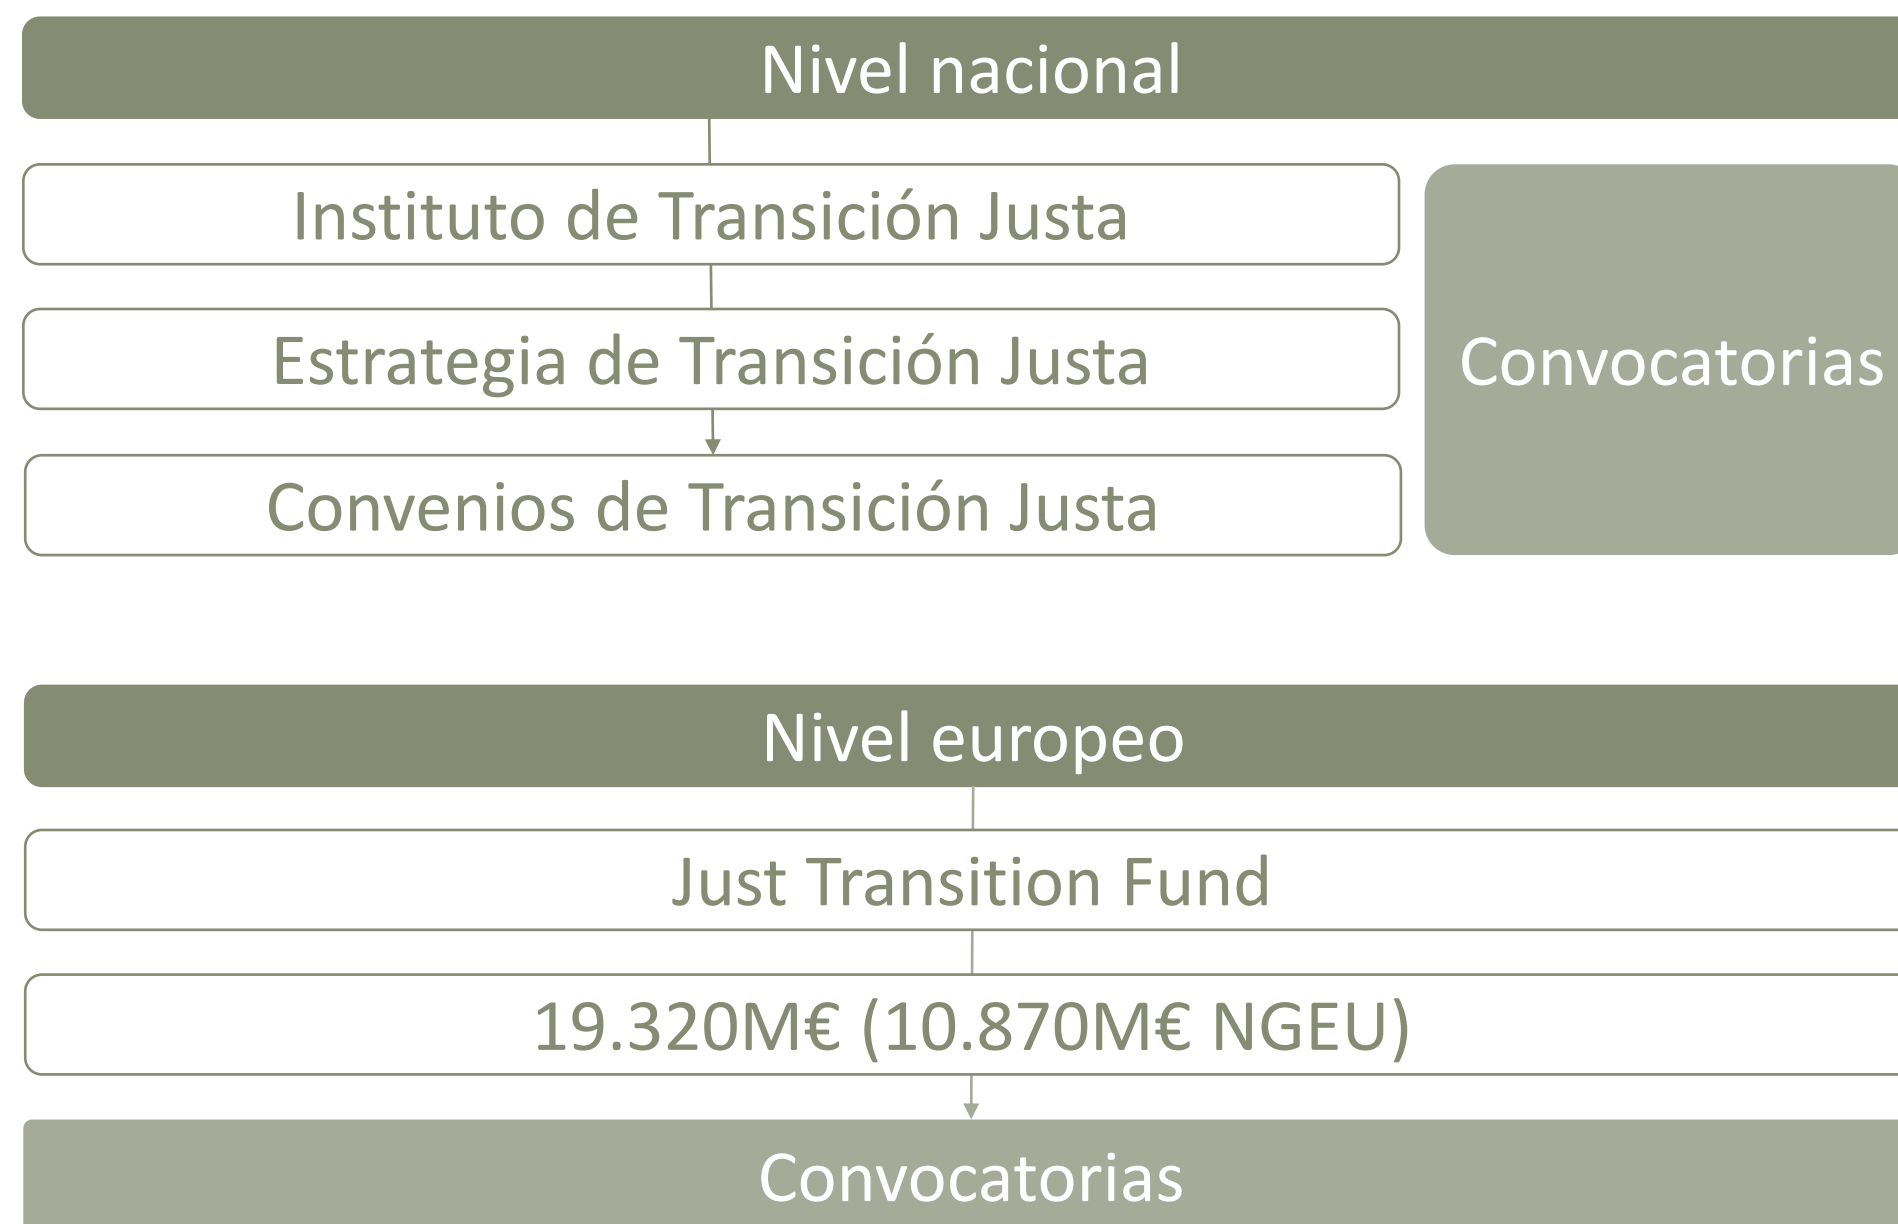 Nivel nacional
Instituto de Transición Justa
Estrategia de Transición Justa
Convenios de Transición Justa
Convocatorias
Nivel europeo
Just Transition Fund
19.320M€ (10.870M€ NGEU)
Convocatorias